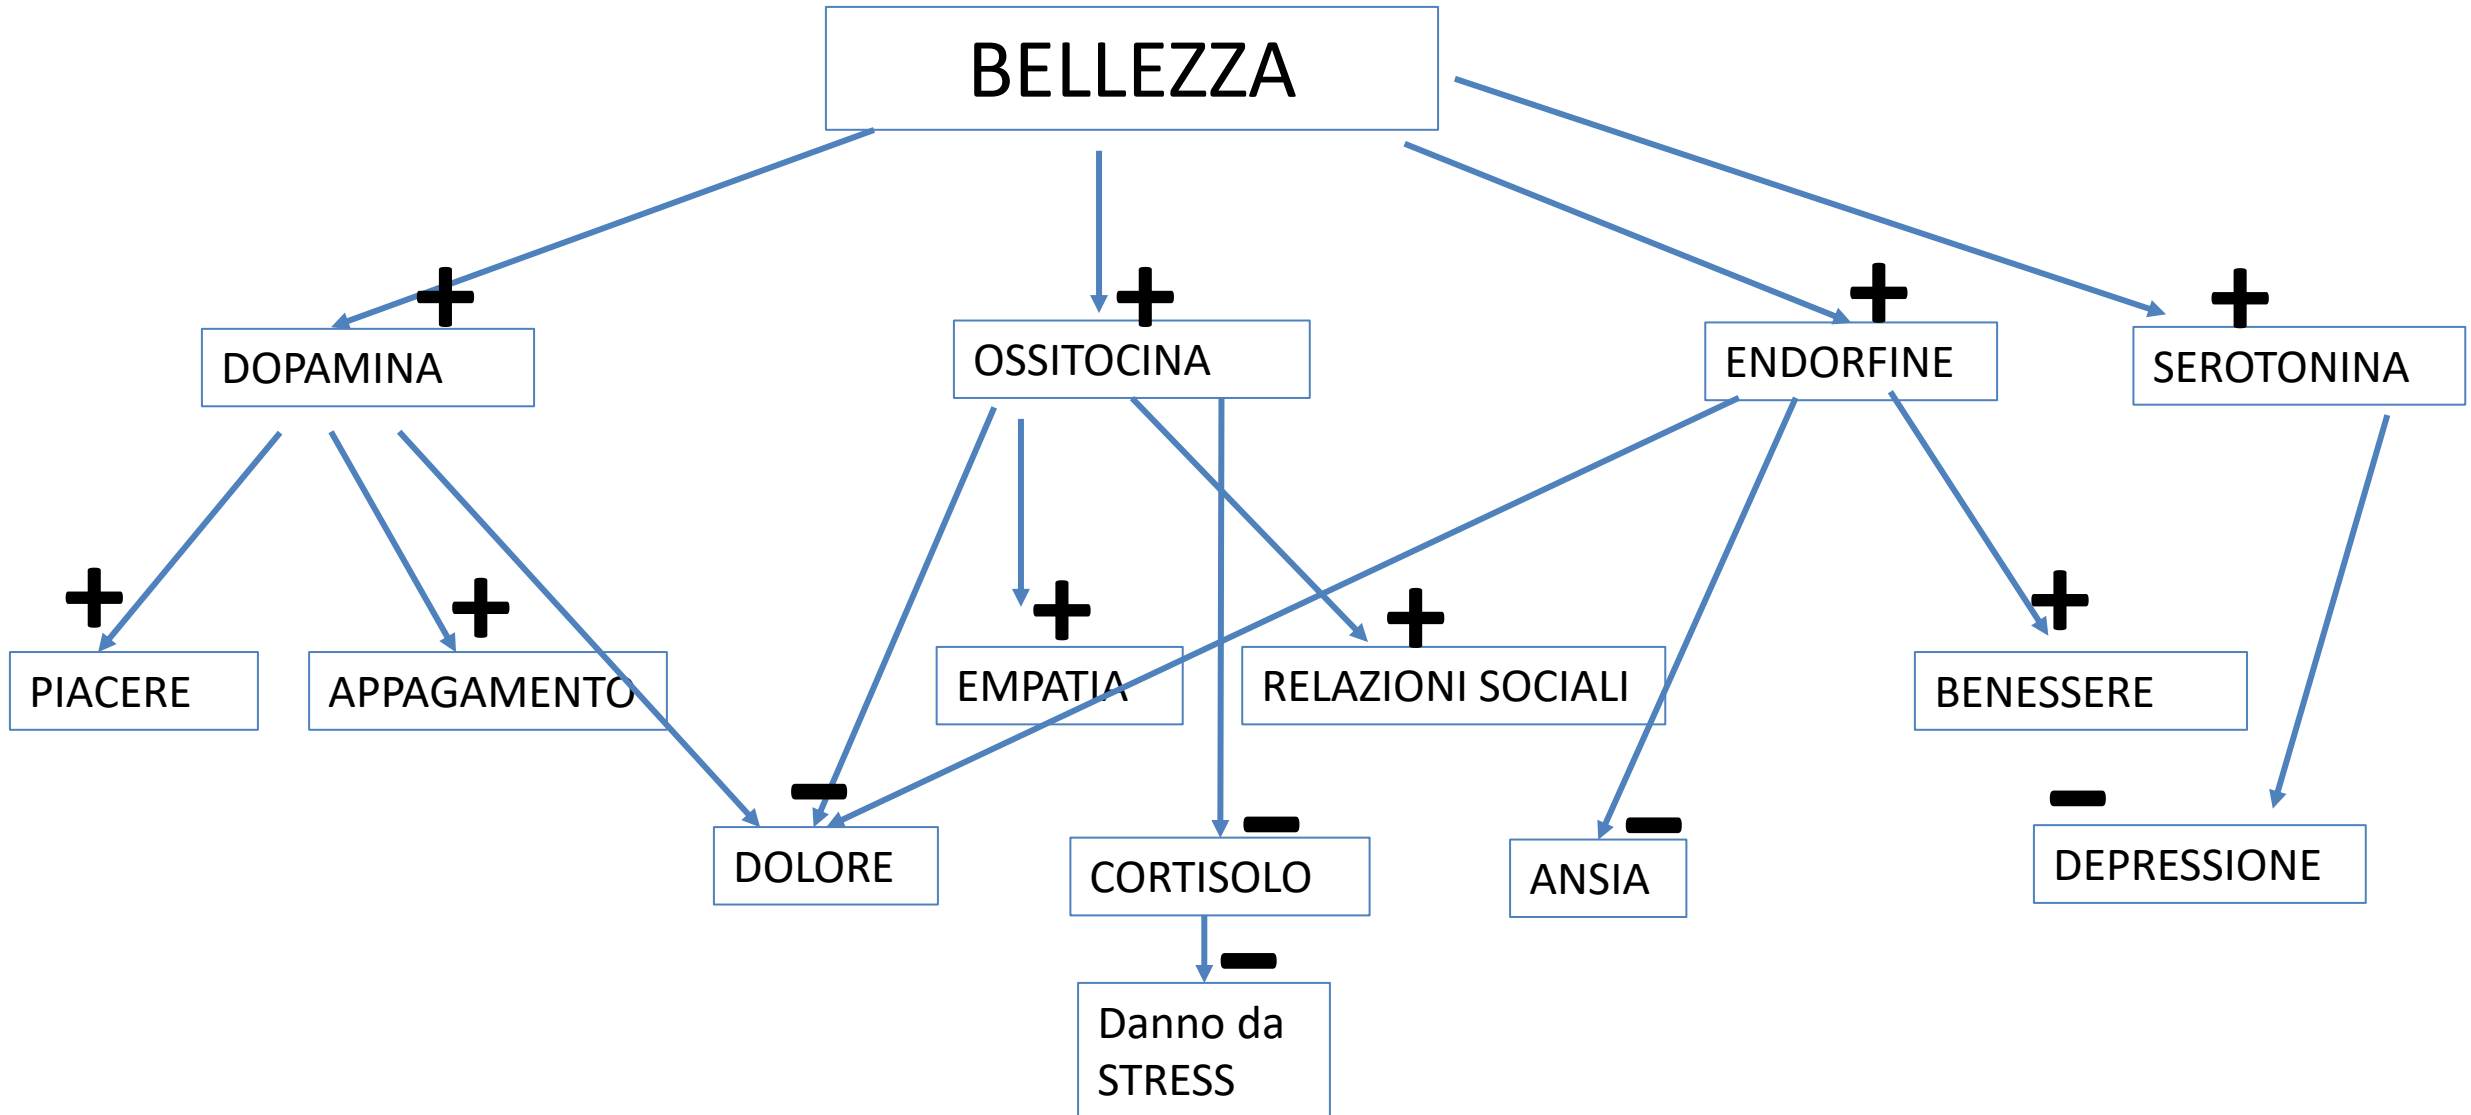 BELLEZZA
+
+
+
+
DOPAMINA
OSSITOCINA
ENDORFINE
SEROTONINA
+
+
+
+
+
PIACERE
APPAGAMENTO
EMPATIA
RELAZIONI SOCIALI
BENESSERE
-
-
-
-
DOLORE
CORTISOLO
ANSIA
DEPRESSIONE
-
Danno da
STRESS